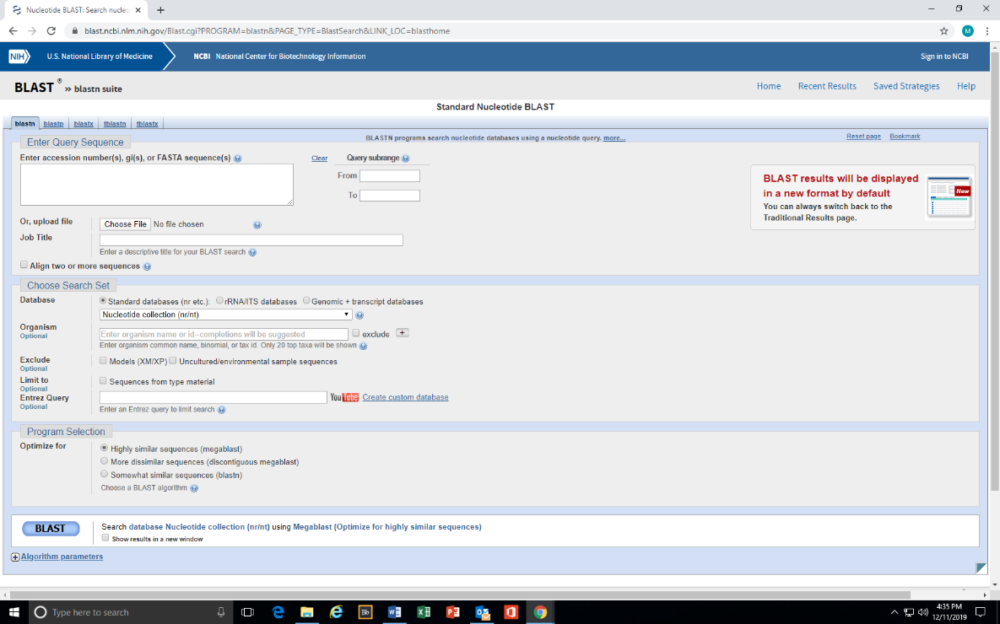 Nucleotide BLAST: Search nucleo
blast.ncbi.nlm.nih.gov/Blast.cgi?PROGRAM=blastn&PAGE_TYPE=BlastSearch&LINK_LOC=blasthome
M
NIH U.S. National Library of Medicine NCBI National Center for Biotechnology Information Sign in to NCBI
BLAST ® » blastn suite Home Recent Results Saved Strategies Help
Standard Nucleotide BLAST
blastn blastp blastx tblastn tblastx
Enter Query Sequence BLASTN programs search nucleotide databases using a nucleotide query. more... Reset page Bookmark
Enter accession number(s), gi(s), or FASTA sequence(s) Clear Query subrange
From
To
BLAST results will be displayed
in a new format by default
You can always switch back to the
Traditional Results page.
New
Or, upload file Choose File No file chosen
Job Title
Enter a descriptive title for your BLAST search
Align two or more sequences
Choose Search Set
Database Standard databases (nr etc.): rRNA/ITS databases Genomic + transcript databases
Nucleotide collection (nr/nt)
Organism
Optional
Enter organism name or id--completions will be suggested exclude +
Enter organism common name, binomial, or tax id. Only 20 top taxa will be shown
Exclude
Optional
Models (XM/XP) Uncultured/environmental sample sequences
Limit to
Optional
Sequences from type material
Entrez Query
Optional
YouTube Create custom database
Enter an Entrez query to limit search
Program Selection
Optimize for
Highly similar sequences (megablast)
More dissimilar sequences (discontiguous megablast)
Somewhat similar sequences (blastn)
Choose a BLAST algorithm
BLAST Search database Nucleotide collection (nr/nt) using Megablast (Optimize for highly similar sequences)
Show results in a new window
Algorithm parameters
Type here to search
4:35 PM
12/11/2019